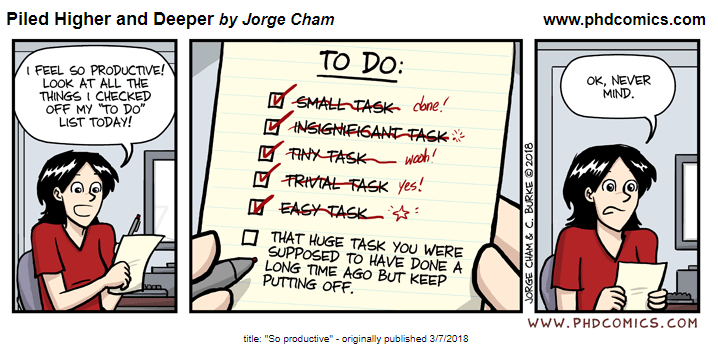 Piled Higher and Deeper by Jorge Cham
www.phdcomics.com
I FEEL SO PRODUCTIVE!
LOOK AT ALL THE
THINGS I CHECKED
OFF MY "TO DO"
LIST TODAY!
TO DO:
SMALL TASK done!
INSIGNIFIGANT TASK
TINY TASK wooh!
TRIVIAL TASK yes!
EASY TASK
THAT HUGE TASK YOU WERE
SUPPOSED TO HAVE DONE A
LONG TIME AGO BUT KEEP
PUTTING OFF.
OK, NEVER
MIND.
JORGE CHAM & C. BURKE © 2018
WWW.PHDCOMICS.COM
title: "So productive" - originally published 3/7/2018